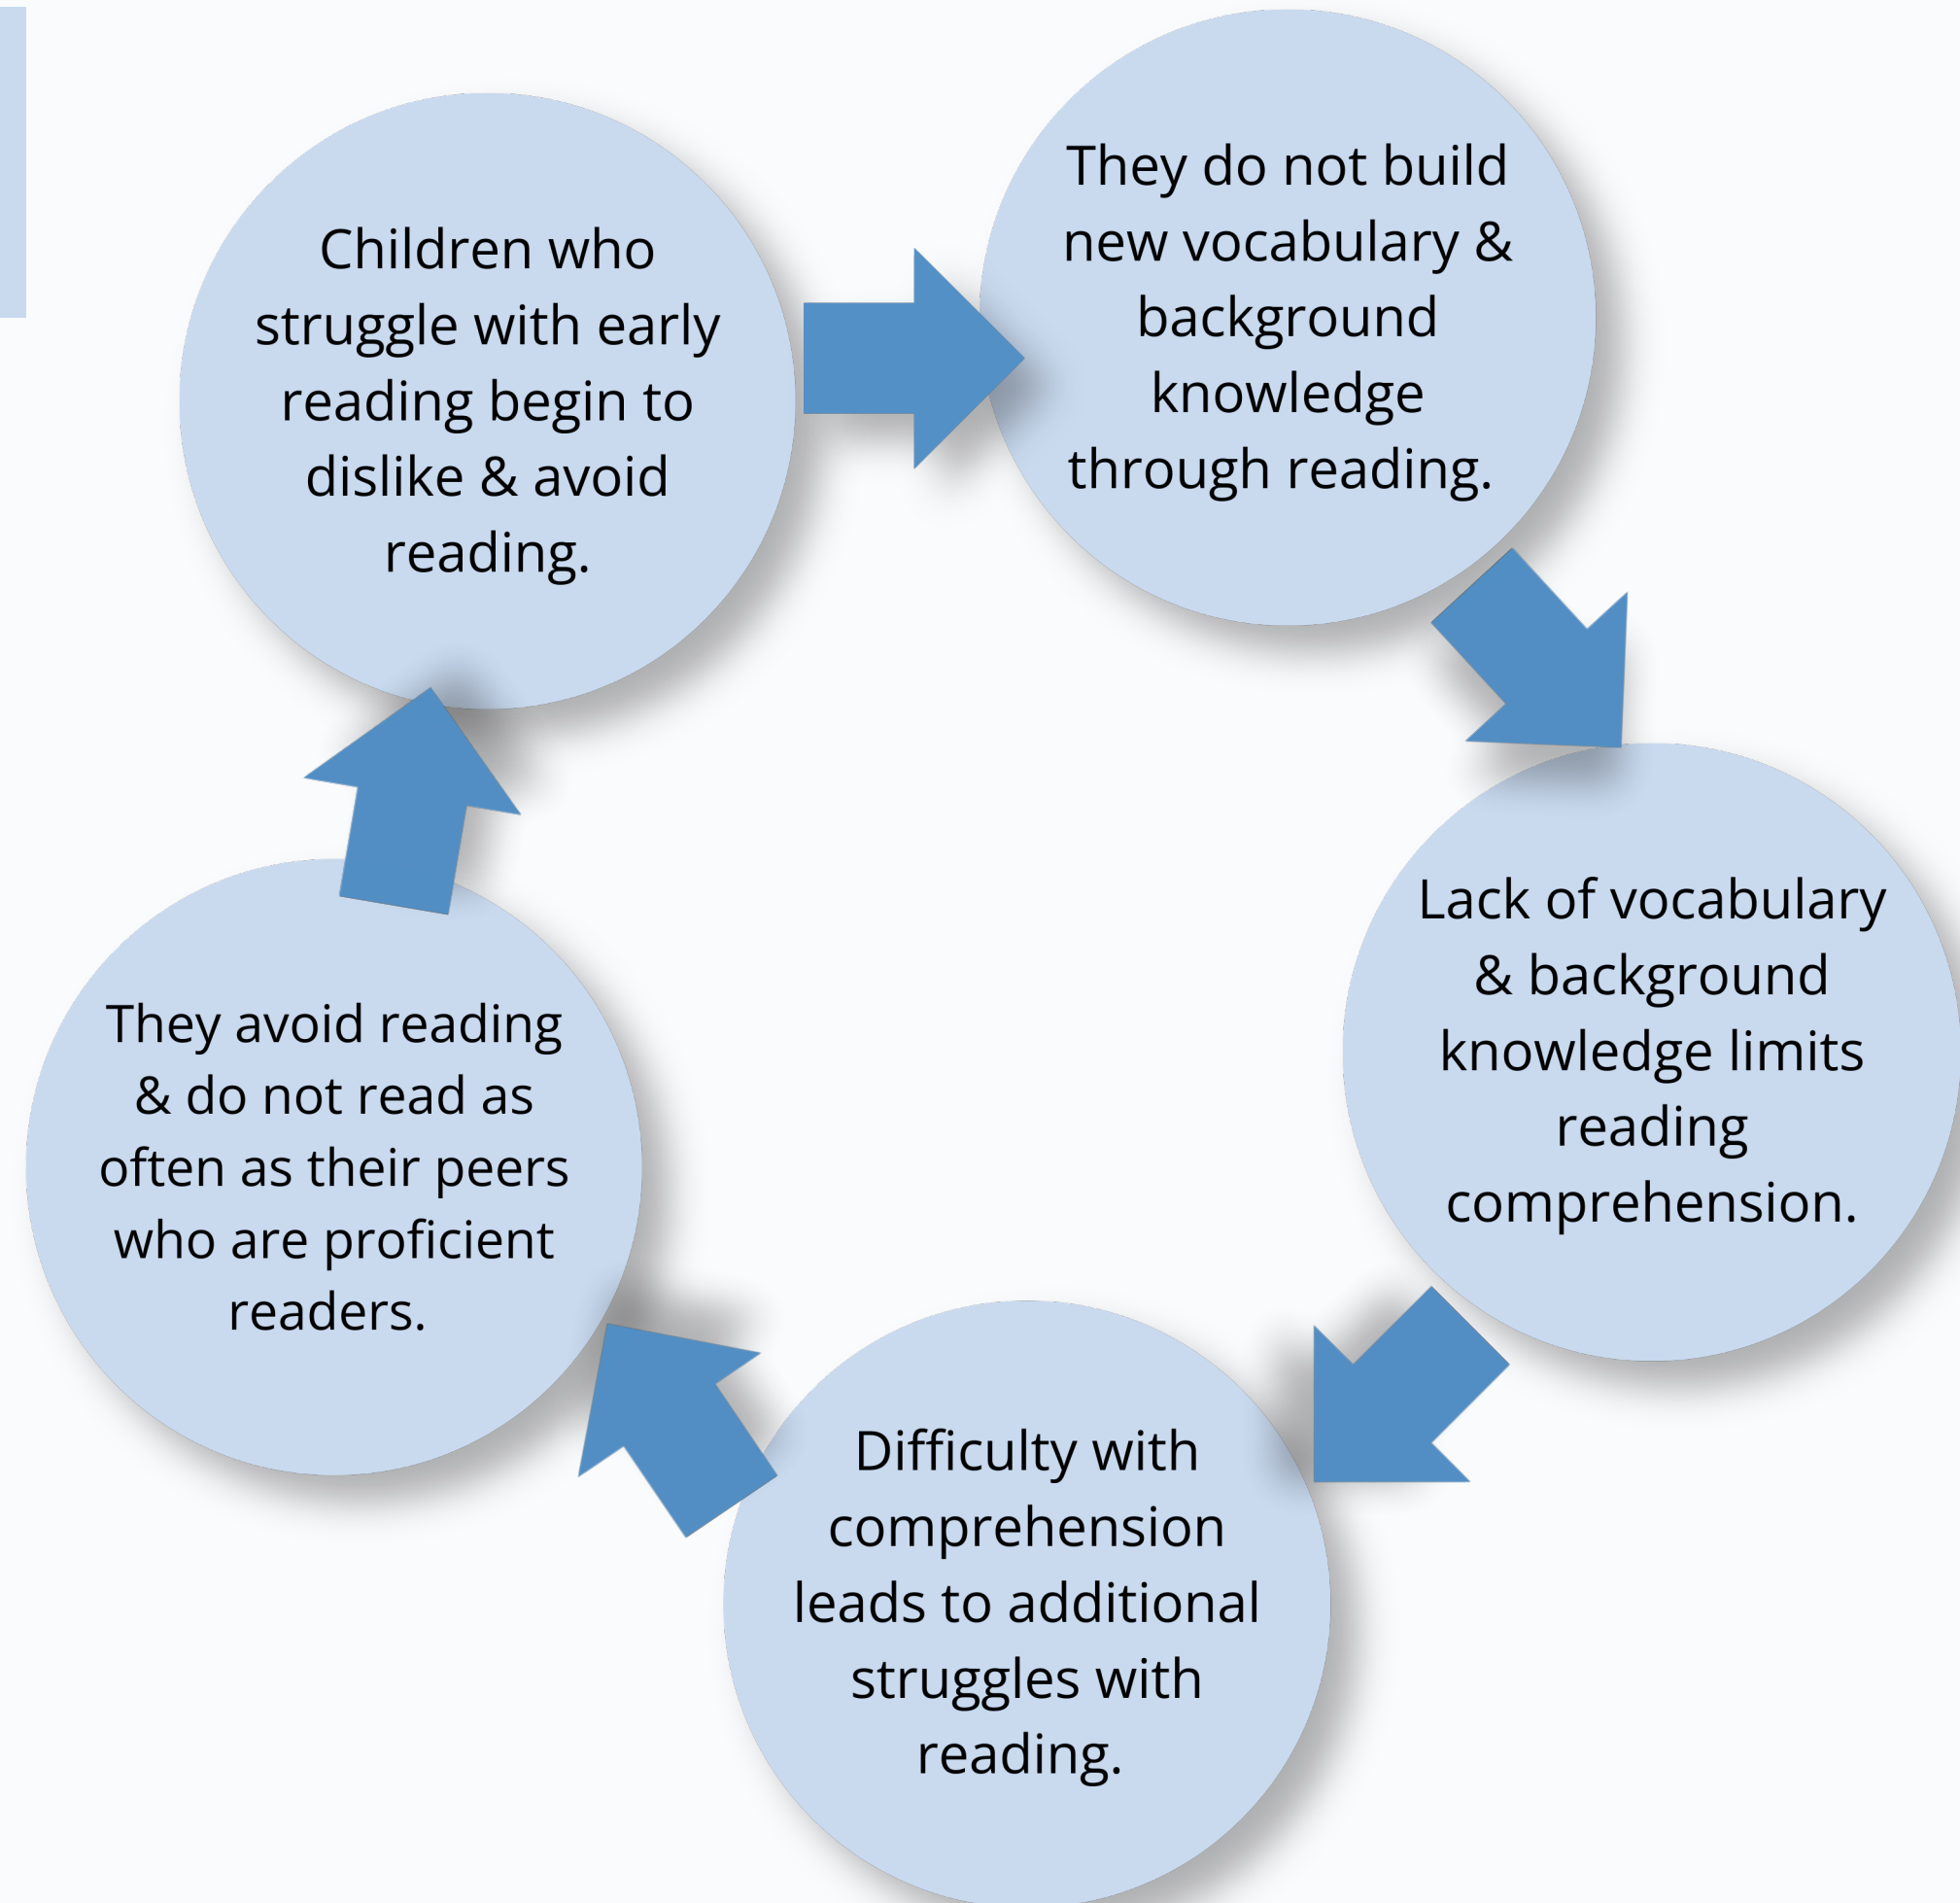 Children who
struggle with early
reading begin to
dislike & avoid
reading.
They do not build
new vocabulary &
background
knowledge
through reading.
Lack of vocabulary
& background
knowledge limits
reading
comprehension.
Difficulty with
comprehension
leads to additional
struggles with
reading.
They avoid reading
& do not read as
often as their peers
who are proficient
readers.